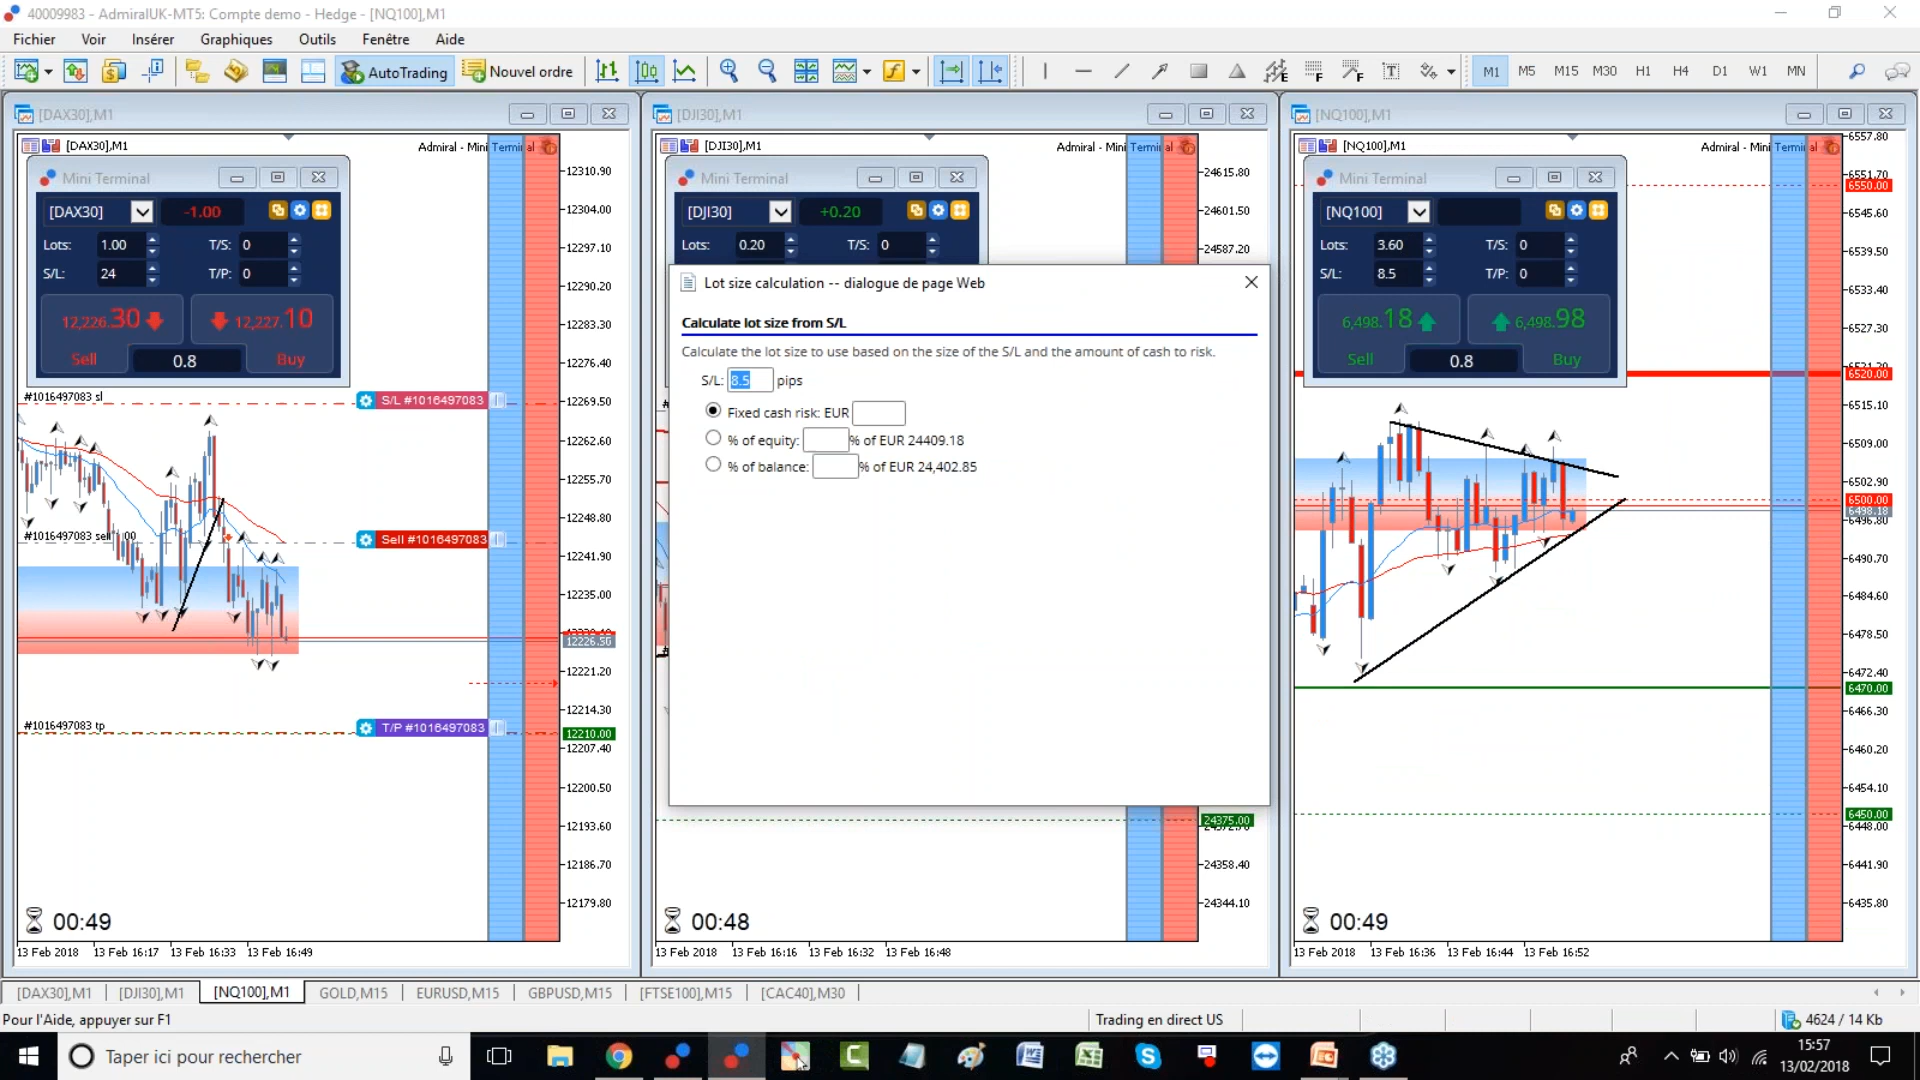 40009983 - AdmiralUK-MT5: Compte demo - Hedge - [NQ100],M1
Fichier Voir Insérer Graphiques Outils Fenêtre Aide
AutoTrading Nouvel ordre M1 M5 M15 M30 H1 H4 D1 W1 MN
[DAX30],M1
[DAX30],M1 Admiral - Mini Terminal
Mini Terminal
[DAX30] -1.00
Lots: 1.00 T/S: 0
S/L: 24 T/P: 0
12,226.30 12,227.10
Sell 0.8 Buy
#1016497083 sl S/L #1016497083
Sell #1016497083
#1016497083 tp T/P #1016497083
12310.90
12304.00
12297.10
12290.20
12283.30
12276.40
12269.50
12262.60
12255.70
12248.80
12241.90
12235.00
12226.50
12221.20
12214.30
12210.00
12207.40
12200.50
12193.60
12186.70
12179.80
00:49
13 Feb 2018 13 Feb 16:17 13 Feb 16:33 13 Feb 16:49
[DJI30],M1
[DJI30],M1 Admiral - Mini Terminal
Mini Terminal
[DJI30] +0.20
Lots: 0.20 T/S: 0
24615.80
24601.50
24587.20
Lot size calculation -- dialogue de page Web
Calculate lot size from S/L
Calculate the lot size to use based on the size of the S/L and the amount of cash to risk.
S/L: 8.5 pips
Fixed cash risk: EUR
% of equity: % of EUR 24409.18
% of balance: % of EUR 24,402.85
24375.00
24358.40
24344.10
00:48
13 Feb 2018 13 Feb 16:16 13 Feb 16:32 13 Feb 16:48
[NQ100],M1
[NQ100],M1 Admiral - Mini Terminal
Mini Terminal
[NQ100]
Lots: 3.60 T/S: 0
S/L: 8.5 T/P: 0
6,498.18 6,498.98
Sell 0.8 Buy
6557.80
6551.70
6550.00
6545.60
6539.50
6533.40
6527.30
6520.00
6515.10
6509.00
6502.90
6500.00
6498.18
6496.80
6490.70
6484.60
6478.50
6472.40
6470.00
6466.30
6460.20
6454.10
6450.00
6448.00
6441.90
6435.80
00:49
13 Feb 2018 13 Feb 16:36 13 Feb 16:44 13 Feb 16:52
[DAX30],M1 [DJI30],M1 [NQ100],M1 GOLD,M15 EURUSD,M15 GBPUSD,M15 [FTSE100],M15 [CAC40],M30
Pour l'Aide, appuyer sur F1 Trading en direct US 4624 / 14 Kb
Taper ici pour rechercher
15:57
13/02/2018